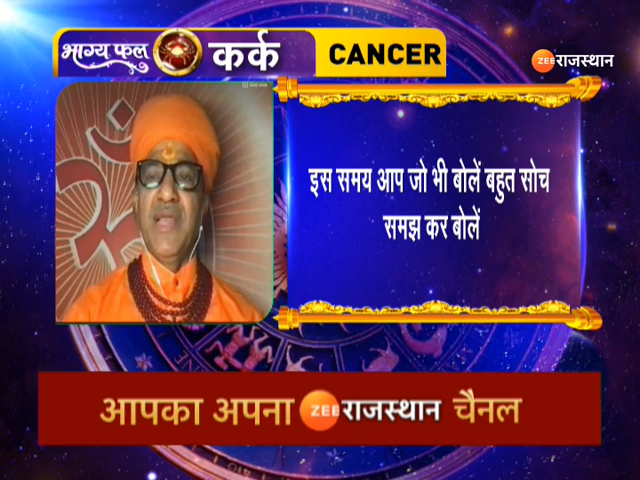 भाग्य फल
कर्क
CANCER
ZEE राजस्थान
इस समय आप जो भी बोलें बहुत सोच
समझ कर बोलें
आपका अपना ZEE राजस्थान चैनल